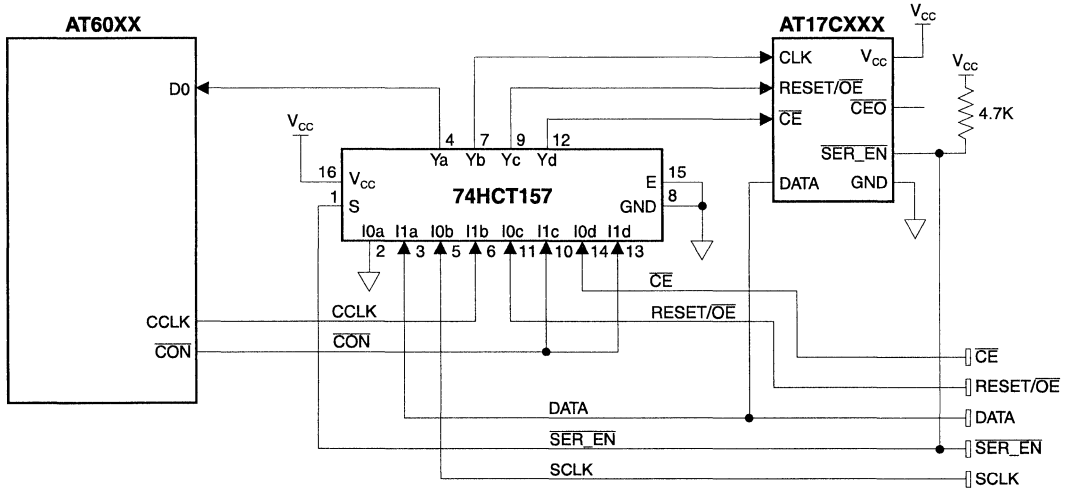 AT60XX
AT17CXXX
VCC
D0
CLK
VCC
VCC
RESET/OE
CEO
4.7K
CE
VCC
4 7 9 12
Ya Yb Yc Yd
SER_EN
16 VCC
E 15
DATA GND
1 S
74HCT157
GND 8
I0a I1a I0b I1b I0c I1c I0d I1d
2 3 5 6 11 10 14 13
CE
CCLK
CCLK
RESET/OE
CON
CON
CE
RESET/OE
DATA
DATA
SER_EN
SER_EN
SCLK
SCLK